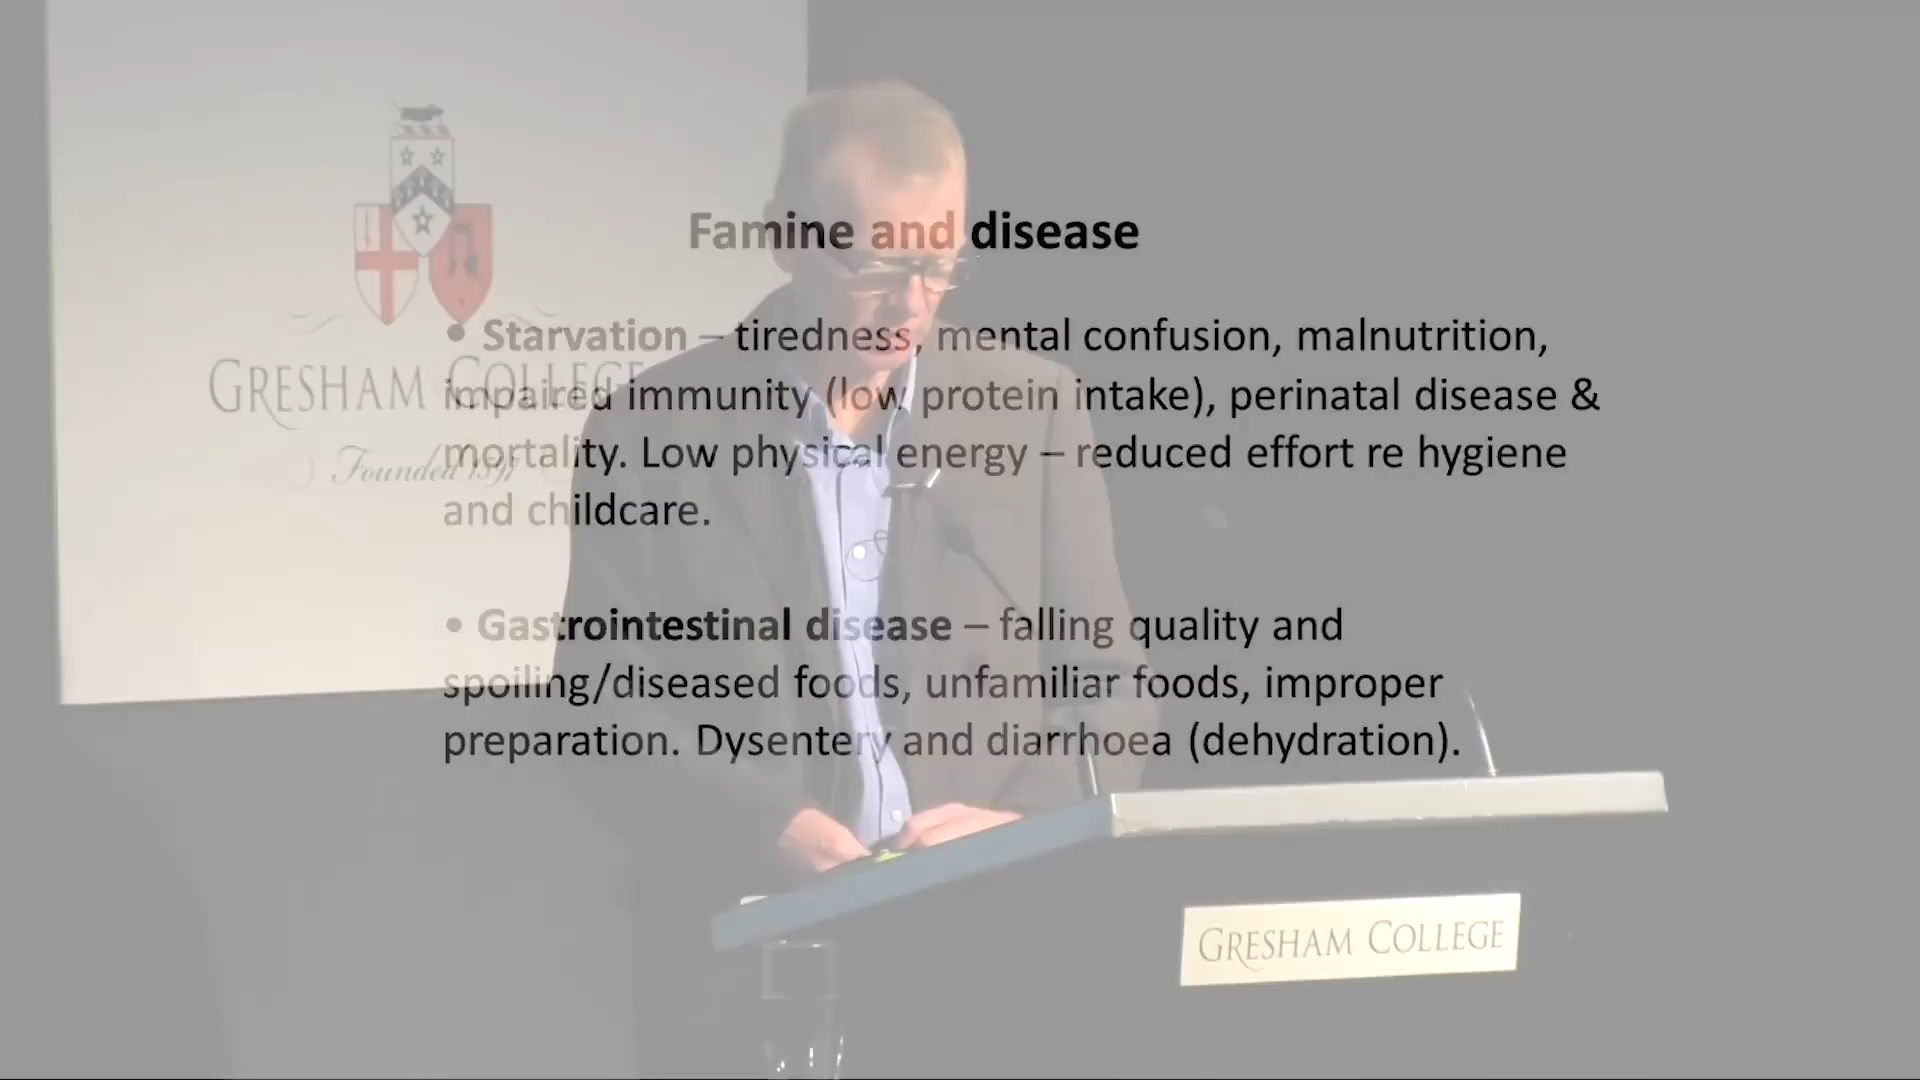 Famine and disease
• Starvation – tiredness, mental confusion, malnutrition,
impaired immunity (low protein intake), perinatal disease &
mortality. Low physical energy – reduced effort re hygiene
and childcare.
• Gastrointestinal disease – falling quality and
spoiling/diseased foods, unfamiliar foods, improper
preparation. Dysentery and diarrhoea (dehydration).
GRESHAM COLLEGE
Founded 1597
GRESHAM COLLEGE